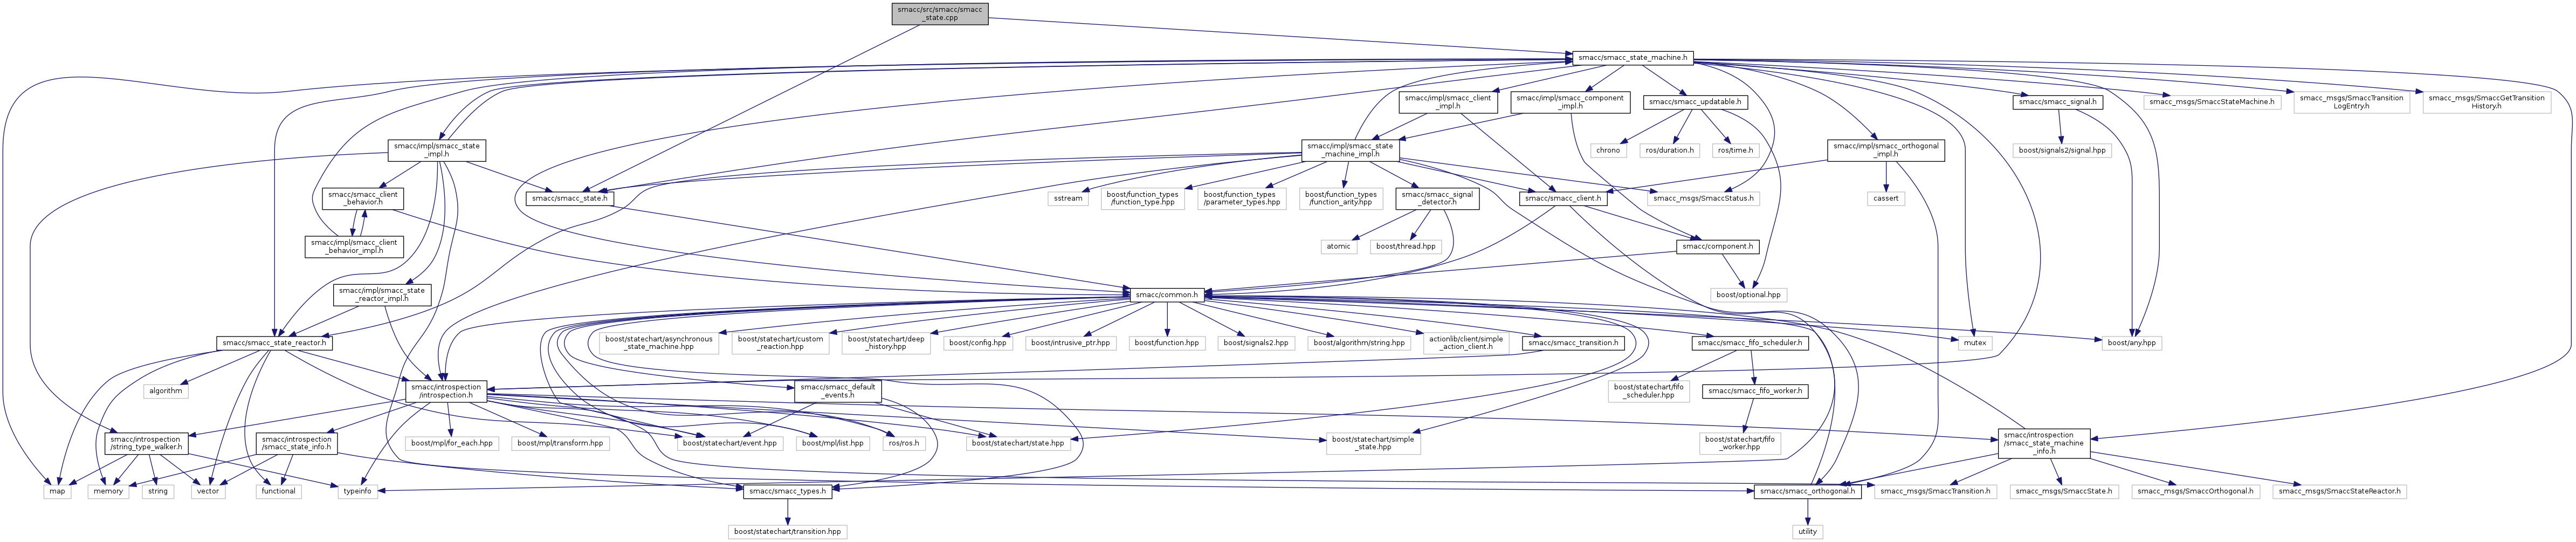 smacc/src/smacc/smacc
_state.cpp
smacc/smacc_state_machine.h
smacc/impl/smacc_client
_impl.h
smacc/impl/smacc_component
_impl.h
smacc/smacc_updatable.h
smacc/smacc_signal.h
smacc_msgs/SmaccStateMachine.h
smacc_msgs/SmaccTransition
LogEntry.h
smacc_msgs/SmaccGetTransition
History.h
smacc/impl/smacc_state
_impl.h
smacc/impl/smacc_state
_machine_impl.h
chrono
ros/duration.h
ros/time.h
smacc/impl/smacc_orthogonal
_impl.h
boost/signals2/signal.hpp
smacc/smacc_client
_behavior.h
smacc/smacc_state.h
sstream
boost/function_types
/function_type.hpp
boost/function_types
/parameter_types.hpp
boost/function_types
/function_arity.hpp
smacc/smacc_signal
_detector.h
smacc/smacc_client.h
smacc_msgs/SmaccStatus.h
cassert
smacc/impl/smacc_client
_behavior_impl.h
atomic
boost/thread.hpp
smacc/component.h
smacc/impl/smacc_state
_reactor_impl.h
smacc/common.h
boost/optional.hpp
smacc/smacc_state_reactor.h
boost/statechart/asynchronous
_state_machine.hpp
boost/statechart/custom
_reaction.hpp
boost/statechart/deep
_history.hpp
boost/config.hpp
boost/intrusive_ptr.hpp
boost/function.hpp
boost/signals2.hpp
boost/algorithm/string.hpp
actionlib/client/simple
_action_client.h
smacc/smacc_transition.h
smacc/smacc_fifo_scheduler.h
mutex
boost/any.hpp
algorithm
smacc/introspection
/introspection.h
smacc/smacc_default
_events.h
boost/statechart/fifo
_scheduler.hpp
smacc/smacc_fifo_worker.h
smacc/introspection
/string_type_walker.h
smacc/introspection
/smacc_state_info.h
boost/mpl/for_each.hpp
boost/mpl/transform.hpp
boost/statechart/event.hpp
boost/mpl/list.hpp
ros/ros.h
boost/statechart/state.hpp
boost/statechart/simple
_state.hpp
boost/statechart/fifo
_worker.hpp
smacc/introspection
/smacc_state_machine
_info.h
map
memory
string
vector
functional
typeinfo
smacc/smacc_types.h
smacc/smacc_orthogonal.h
smacc_msgs/SmaccTransition.h
smacc_msgs/SmaccState.h
smacc_msgs/SmaccOrthogonal.h
smacc_msgs/SmaccStateReactor.h
boost/statechart/transition.hpp
utility